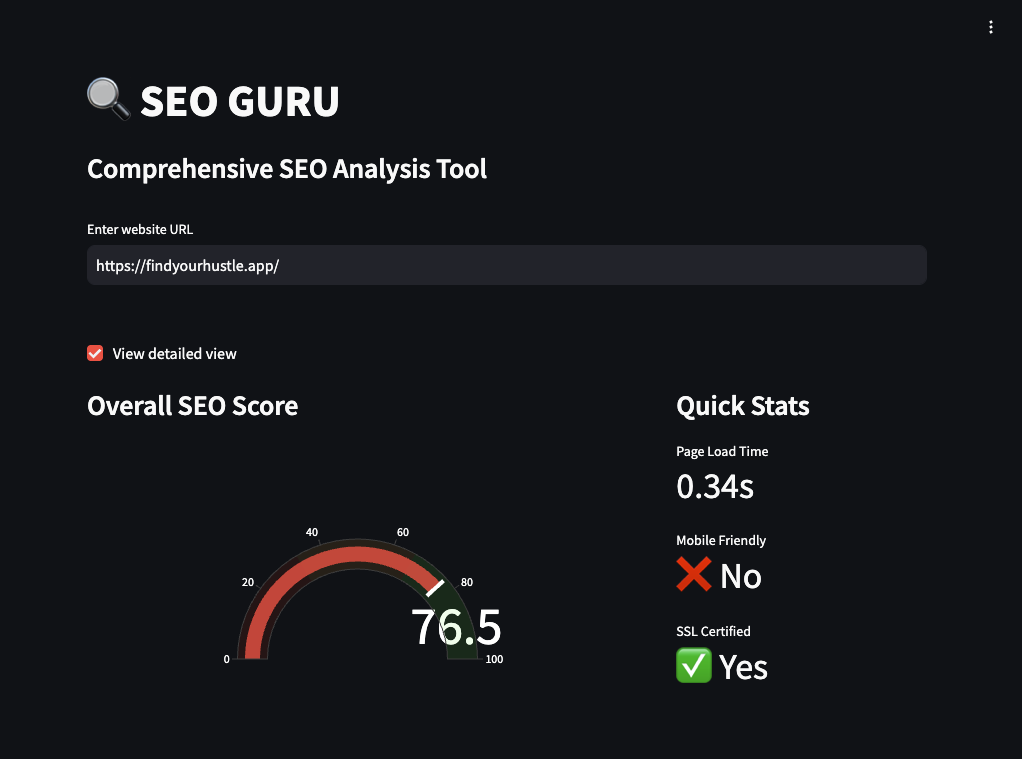 SEO GURU
Comprehensive SEO Analysis Tool
Enter website URL
https://findyourhustle.app/
View detailed view
Overall SEO Score
0
20
40
60
80
100
76.5
Quick Stats
Page Load Time
0.34s
Mobile Friendly
❌ No
SSL Certified
✅ Yes